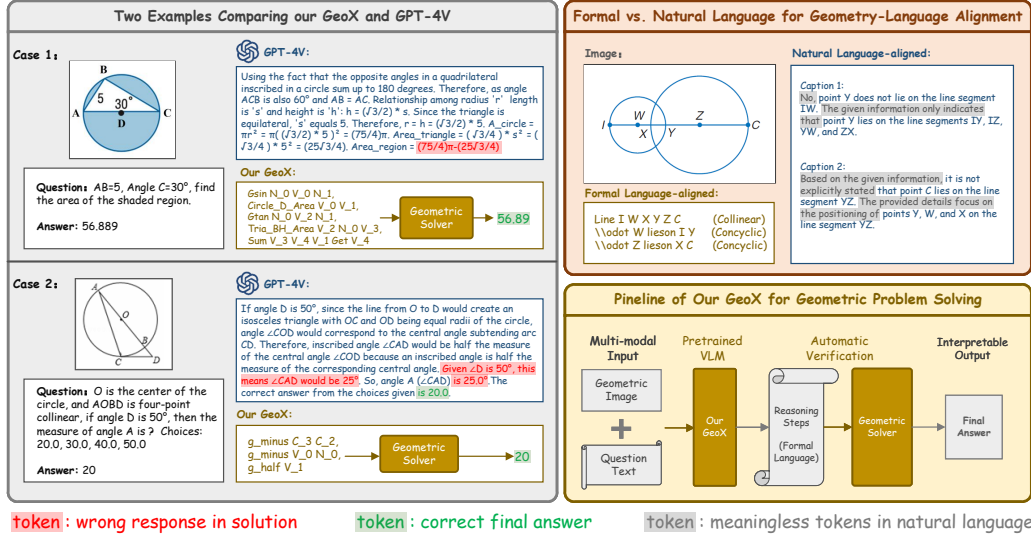 Two Examples Comparing our GeoX and GPT-4V
Case 1:
B
5
30°
A
C
D
Question: AB=5, Angle C=30°, find
the area of the shaded region.
Answer: 56.889
GPT-4V:
Using the fact that the opposite angles in a quadrilateral
inscribed in a circle sum up to 180 degrees. Therefore, as angle
ACB is also 60° and AB = AC. Relationship among radius 'r' length
is 's' and height is 'h': h = (√3/2) * s. Since the triangle is
equilateral, 's' equals 5. Therefore, r = h = (√3/2) * 5. A_circle =
πr² = π( (√3/2) * 5 )² = (75/4)π. Area_triangle = ( √3/4 ) * s² = (
√3/4 ) * 5² = (25√3/4). Area_region = (75/4)π-(25√3/4)
Our GeoX:
Gsin N_0 V_0 N_1,
Circle_D_Area V_0 V_1,
Gtan N_0 V_2 N_1,
Tria_BH_Area V_2 N_0 V_3,
Sum V_3 V_4 V_1 Get V_4
Geometric
Solver
56.89
Case 2:
A
O
B
C
D
Question: O is the center of the
circle, and AOBD is four-point
collinear, if angle D is 50°, then the
measure of angle A is ? Choices:
20.0, 30.0, 40.0, 50.0
Answer: 20
GPT-4V:
If angle D is 50°, since the line from O to D would create an
isosceles triangle with OC and OD being equal radii of the circle,
angle ∠COD would correspond to the central angle subtending arc
CD. Therefore, inscribed angle ∠CAD would be half the measure
of the central angle ∠COD because an inscribed angle is half the
measure of the corresponding central angle. Given ∠D is 50°, this
means ∠CAD would be 25°. So, angle A (∠CAD) is 25.0°.The
correct answer from the choices given is 20.0.
Our GeoX:
g_minus C_3 C_2,
g_minus V_0 N_0,
g_half V_1
Geometric
Solver
20
Formal vs. Natural Language for Geometry-Language Alignment
Image:
I
W
X
Y
Z
C
Formal Language-aligned:
Line I W X Y Z C (Collinear)
\\odot W lieson I Y (Concyclic)
\\odot Z lieson X C (Concyclic)
Natural Language-aligned:
Caption 1:
No, point Y does not lie on the line segment
IW. The given information only indicates
that point Y lies on the line segments IY, IZ,
YW, and ZX.
Caption 2:
Based on the given information, it is not
explicitly stated that point C lies on the line
segment YZ. The provided details focus on
the positioning of points Y, W, and X on the
line segment YZ.
Pineline of Our GeoX for Geometric Problem Solving
Multi-modal
Input
Pretrained
VLM
Automatic
Verification
Interpretable
Output
Geometric
Image
Question
Text
Our
GeoX
Reasoning
Steps
(Formal
Language)
Geometric
Solver
Final
Answer
token : wrong response in solution
token : correct final answer
token : meaningless tokens in natural language